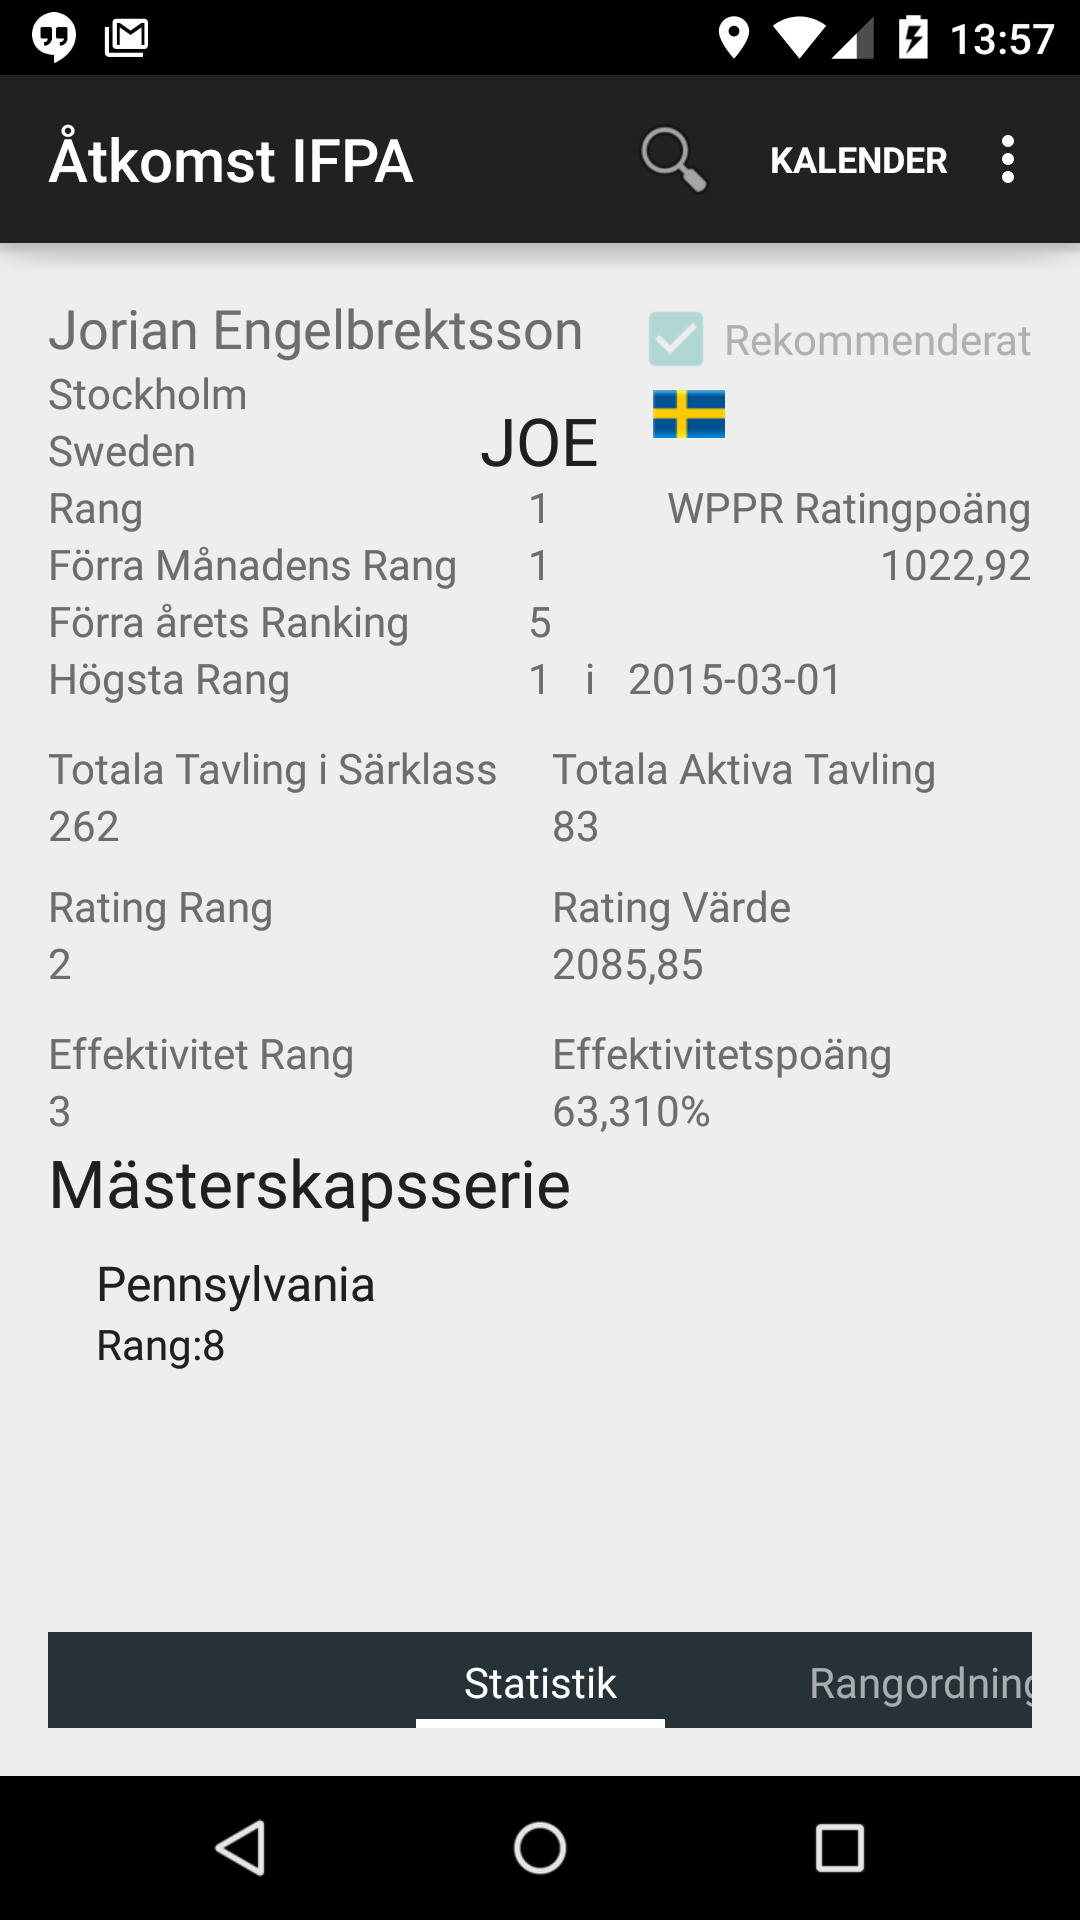 13:57
Åtkomst IFPA KALENDER
Jorian Engelbrektsson Rekommenderat
Stockholm
Sweden JOE
Rang 1 WPPR Ratingpoäng
Förra Månadens Rang 1 1022,92
Förra årets Ranking 5
Högsta Rang 1 i 2015-03-01
Totala Tavling i Särklass Totala Aktiva Tavling
262 83
Rating Rang Rating Värde
2 2085,85
Effektivitet Rang Effektivitetspoäng
3 63,310%
Mästerskapsserie
Pennsylvania
Rang:8
Statistik Rangordning